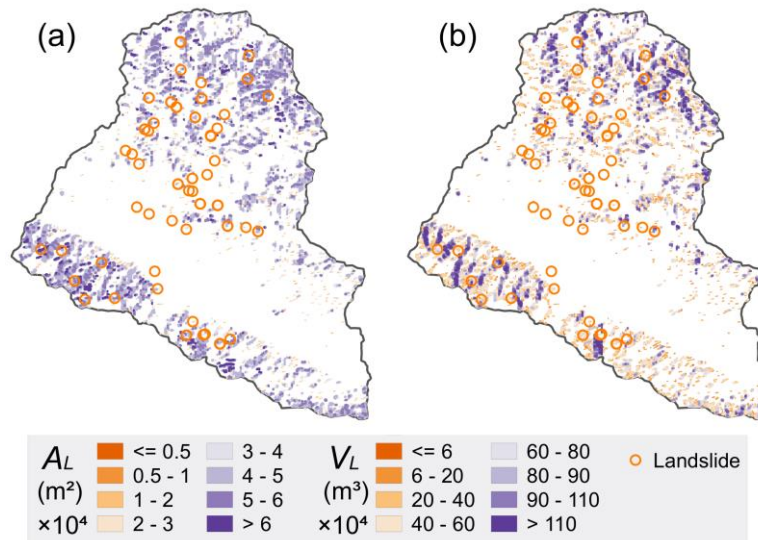 (a) (b)
A_L <= 0.5 3 - 4 V_L <= 6 60 - 80 Landslide
(m²) 0.5 - 1 4 - 5 (m³) 6 - 20 80 - 90
1 - 2 5 - 6 20 - 40 90 - 110
×10⁴ 2 - 3 > 6 ×10⁴ 40 - 60 > 110